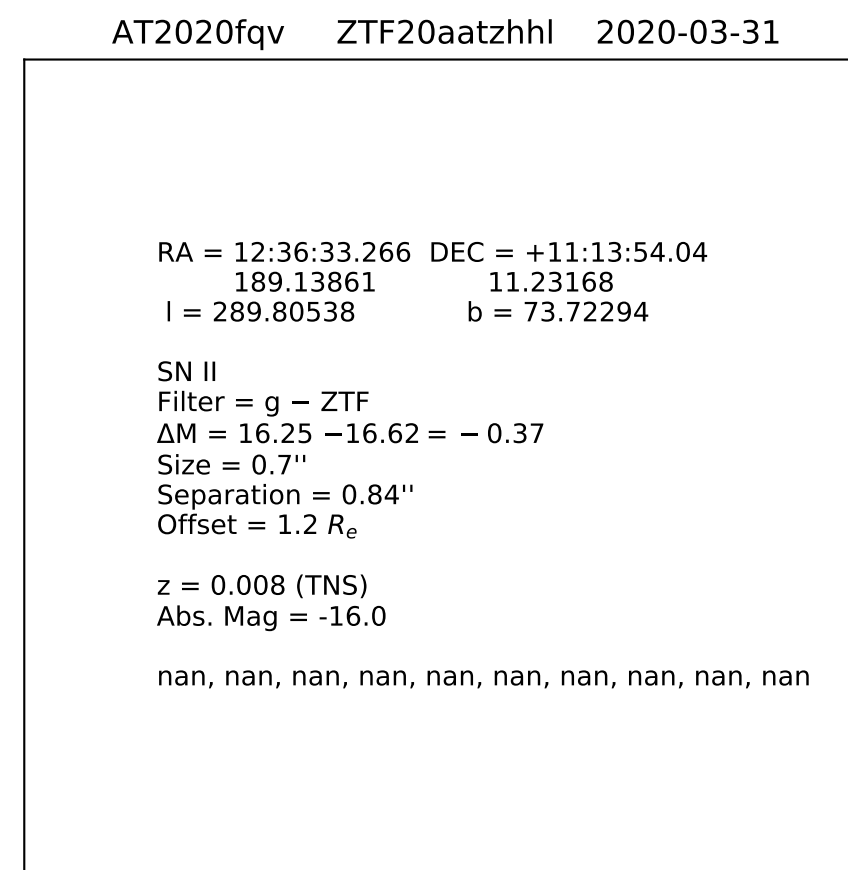 AT2020fqv ZTF20aatzhhl 2020-03-31
RA = 12:36:33.266 DEC = +11:13:54.04
189.13861 11.23168
l = 289.80538 b = 73.72294
SN II
Filter = g − ZTF
ΔM = 16.25 −16.62 = − 0.37
Size = 0.7''
Separation = 0.84''
Offset = 1.2 Rₑ
z = 0.008 (TNS)
Abs. Mag = -16.0
nan, nan, nan, nan, nan, nan, nan, nan, nan, nan